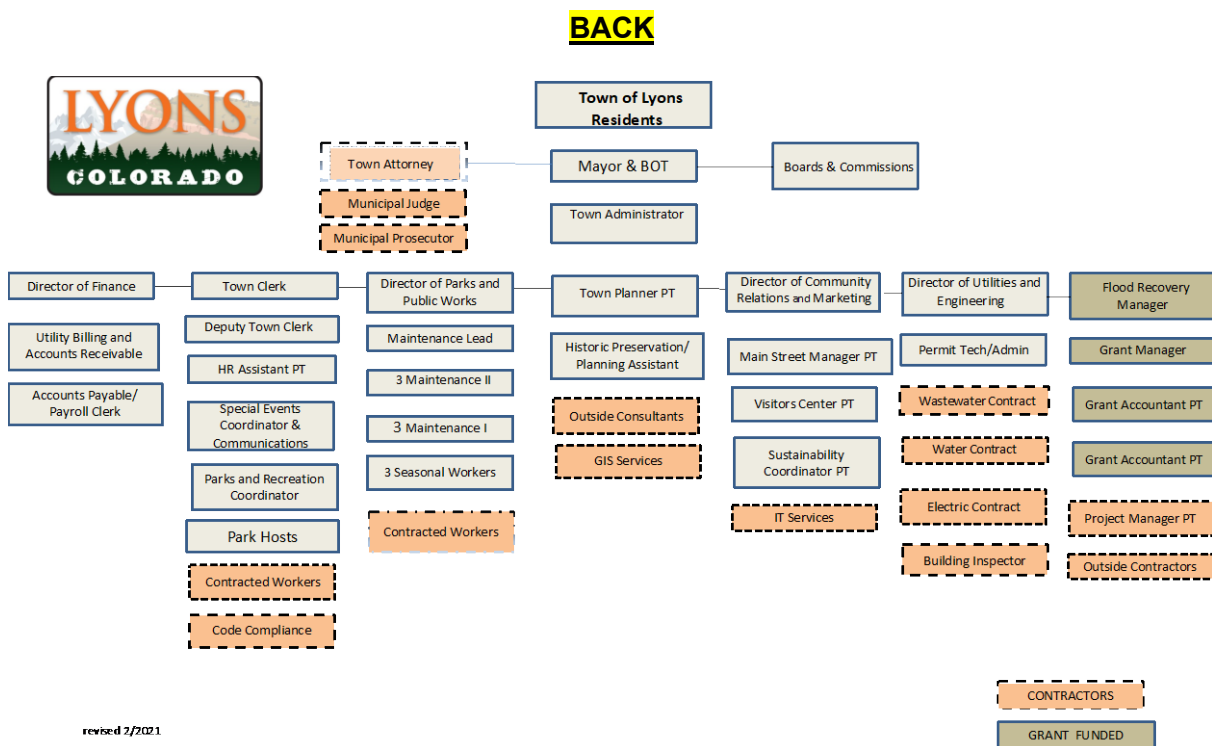 BACK
LYONS
COLORADO
Town of Lyons
Residents
Town Attorney
Mayor & BOT
Boards & Commissions
Municipal Judge
Town Administrator
Municipal Prosecutor
Director of Finance
Town Clerk
Director of Parks and
Public Works
Town Planner PT
Director of Community
Relations and Marketing
Director of Utilities and
Engineering
Flood Recovery
Manager
Utility Billing and
Accounts Receivable
Accounts Payable/
Payroll Clerk
Deputy Town Clerk
HR Assistant PT
Special Events
Coordinator &
Communications
Parks and Recreation
Coordinator
Park Hosts
Contracted Workers
Code Compliance
Maintenance Lead
3 Maintenance II
3 Maintenance I
3 Seasonal Workers
Contracted Workers
Historic Preservation/
Planning Assistant
Outside Consultants
GIS Services
Main Street Manager PT
Visitors Center PT
Sustainability
Coordinator PT
IT Services
Permit Tech/Admin
Wastewater Contract
Water Contract
Electric Contract
Building Inspector
Grant Manager
Grant Accountant PT
Grant Accountant PT
Project Manager PT
Outside Contractors
CONTRACTORS
GRANT FUNDED
revised 2/2021